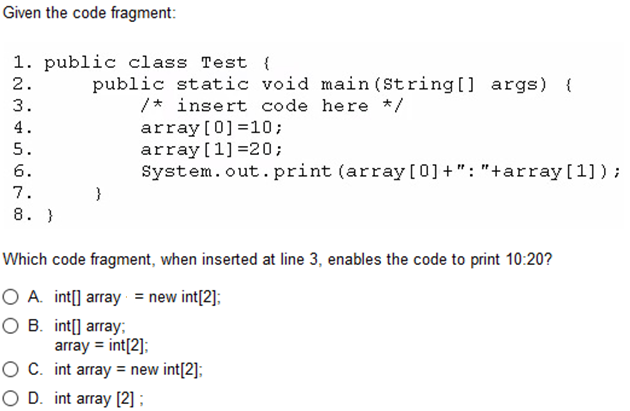 Given the code fragment:
1. public class Test {
2.     public static void main(String[] args) {
3.         /* insert code here */
4.         array[0]=10;
5.         array[1]=20;
6.         System.out.print(array[0]+":"+array[1]);
7.     }
8. }
Which code fragment, when inserted at line 3, enables the code to print 10:20?
A. int[] array = new int[2];
B. int[] array;
array = int[2];
C. int array = new int[2];
D. int array [2] ;